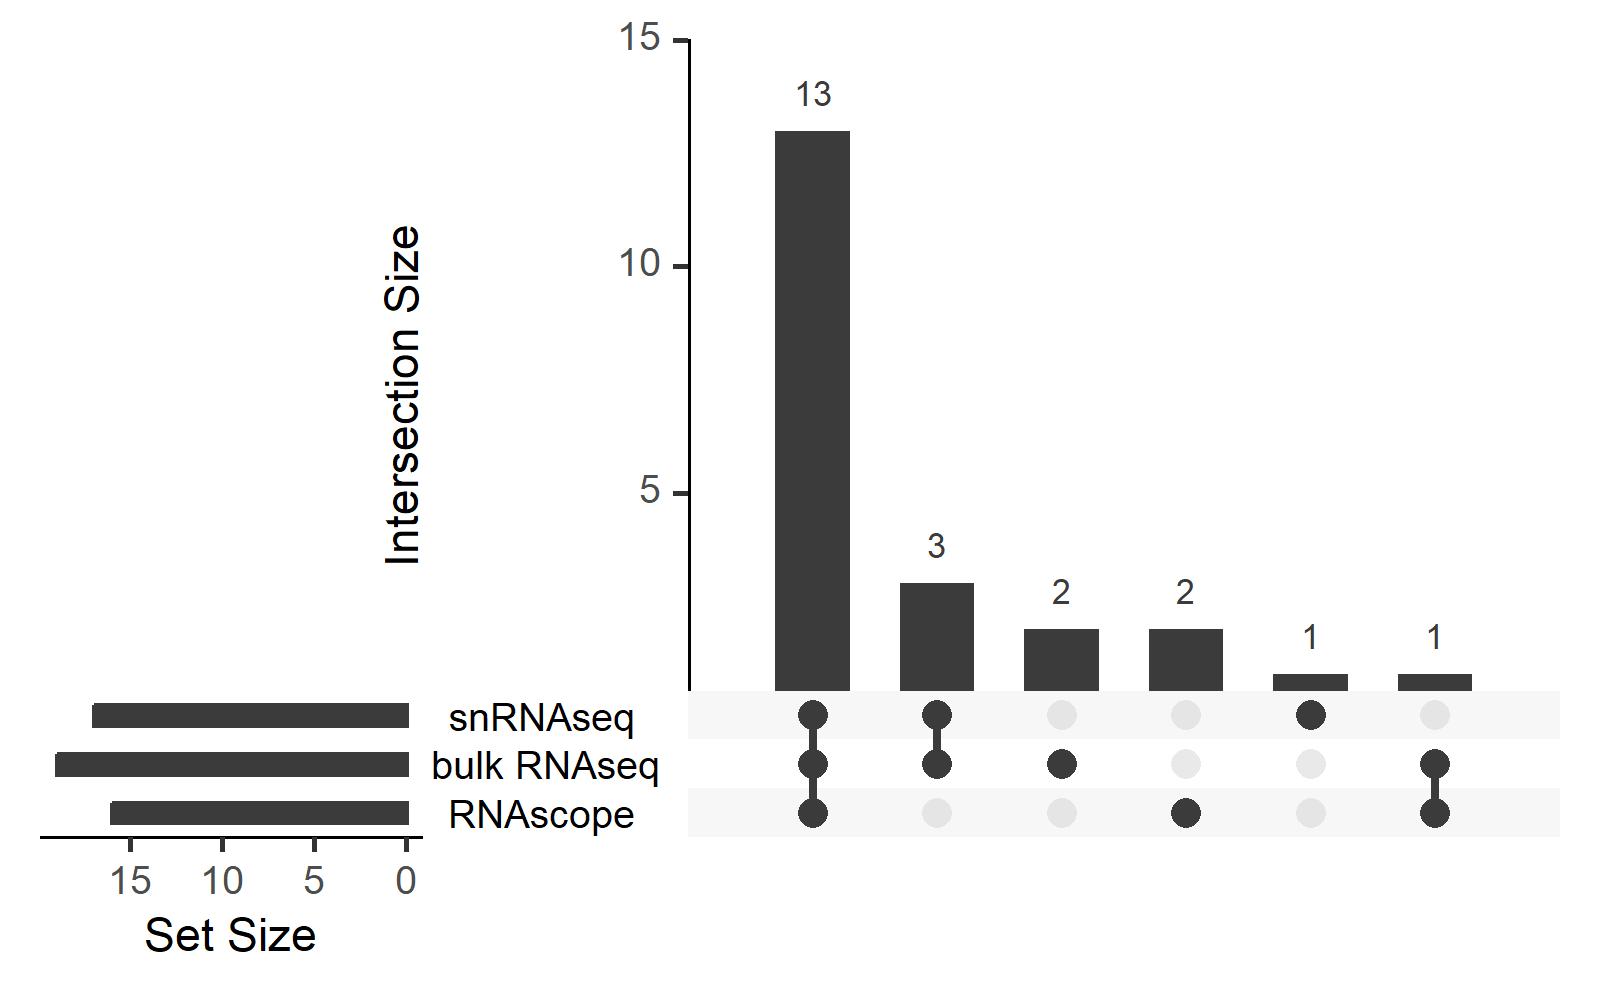 15
13
10
Intersection Size
5
3
2
2
1
1
snRNAseq
bulk RNAseq
RNAscope
15 10 5 0
Set Size